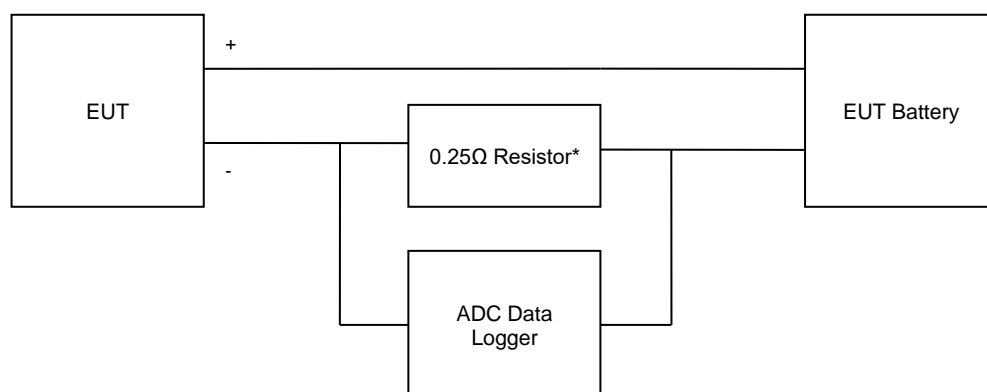 +
EUT
EUT Battery
0.25Ω Resistor*
-
ADC Data
Logger